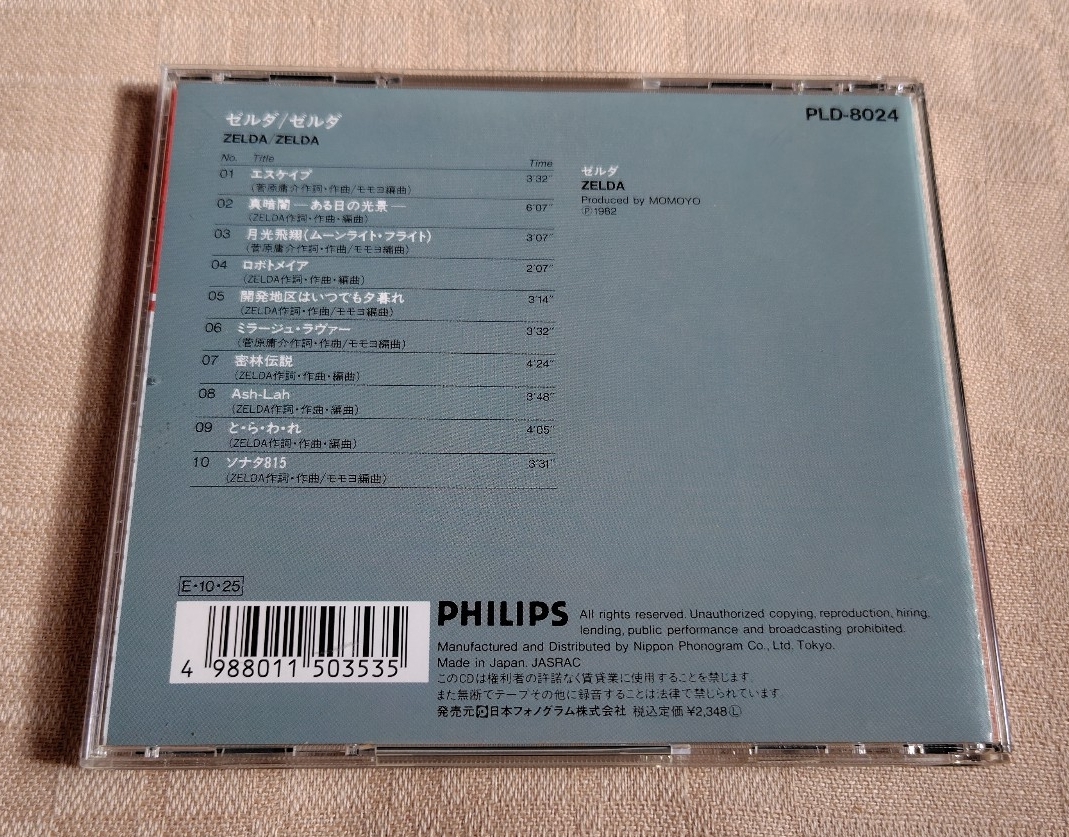 ゼルダ/ゼルダ
ZELDA/ZELDA
PLD-8024
No. Title Time
01 エスケイプ 3'32"
(菅原庸介作詞・作曲/モモヨ編曲)
02 真暗闇 ―ある日の光景― 6'07"
(ZELDA作詞・作曲・編曲)
03 月光飛翔(ムーンライト・フライト) 3'07"
(菅原庸介作詞・作曲/モモヨ編曲)
04 ロボトメイア 2'07"
(ZELDA作詞・作曲・編曲)
05 開発地区はいつでも夕暮れ 3'14"
(ZELDA作詞・作曲/モモヨ編曲)
06 ミラージュ・ラヴァー 3'32"
(菅原庸介作詞・作曲/モモヨ編曲)
07 密林伝説 4'24"
(ZELDA作詞・作曲・編曲)
08 Ash-Lah 3'48"
(ZELDA作詞・作曲・編曲)
09 と・ら・わ・れ 4'05"
(ZELDA作詞・作曲・編曲)
10 ソナタ815 3'31"
(ZELDA作詞・作曲/モモヨ編曲)
ゼルダ
ZELDA
Produced by MOMOYO
Ⓟ1982
E・10・25
4 988011 503535
PHILIPS
All rights reserved. Unauthorized copying, reproduction, hiring,
lending, public performance and broadcasting prohibited.
Manufactured and Distributed by Nippon Phonogram Co., Ltd. Tokyo.
Made in Japan. JASRAC
このCDは権利者の許諾なく賃貸業に使用することを禁じます。
また無断でテープその他に録音することは法律で禁じられています。
発売元 日本フォノグラム株式会社 税込定価 ¥2,348Ⓛ